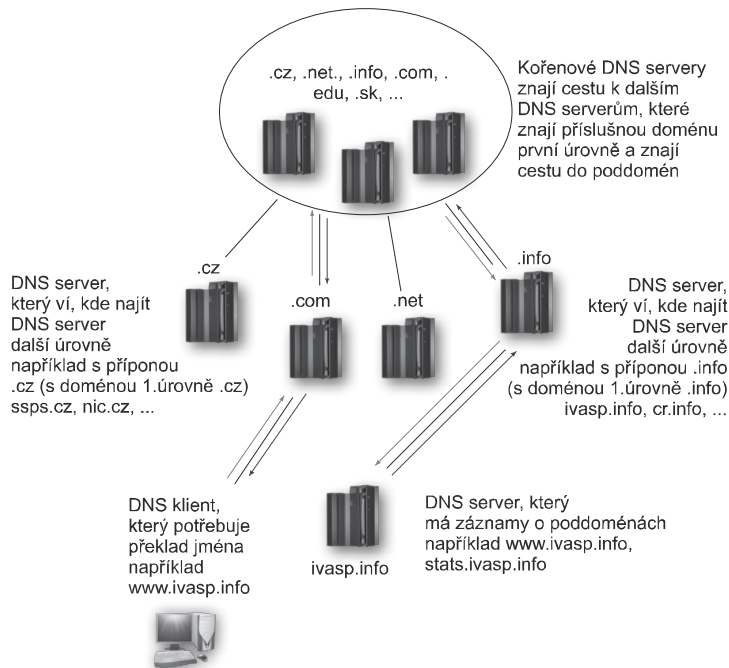 .cz, .net., .info, .com, .
edu, .sk, ...
Kořenové DNS servery
znají cestu k dalším
DNS serverům, které
znají příslušnou doménu
první úrovně a znají
cestu do poddomén
.cz
.com
.net
.info
DNS server,
který ví, kde najít
DNS server
další úrovně
například s příponou
.cz (s doménou 1.úrovně .cz)
ssps.cz, nic.cz, ...
DNS server,
který ví, kde najít
DNS server
další úrovně
například s příponou .info
(s doménou 1.úrovně .info)
ivasp.info, cr.info, ...
DNS klient,
který potřebuje
překlad jména
například
www.ivasp.info
ivasp.info
DNS server, který
má záznamy o poddoménách
například www.ivasp.info,
stats.ivasp.info